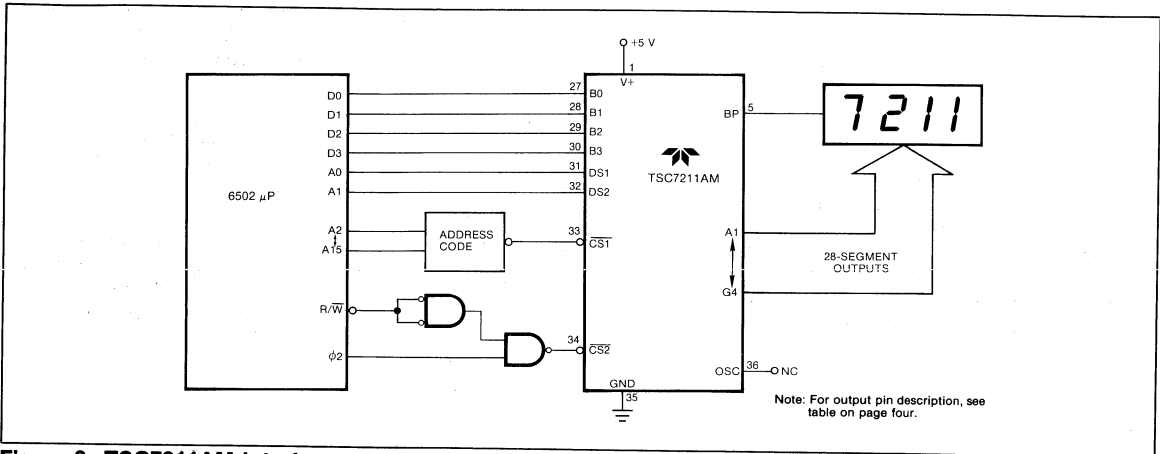 +5 V
1
V+
D0 27 B0
D1 28 B1
D2 29 B2
D3 30 B3
A0 31 DS1
A1 32 DS2
6502 μP
TSC7211AM
BP 5
7211
A2
A15
ADDRESS
CODE
33 CS1
R/W
ϕ2
34 CS2
A1
28-SEGMENT
OUTPUTS
G4
OSC 36 NC
GND
35
Note: For output pin description, see
table on page four.